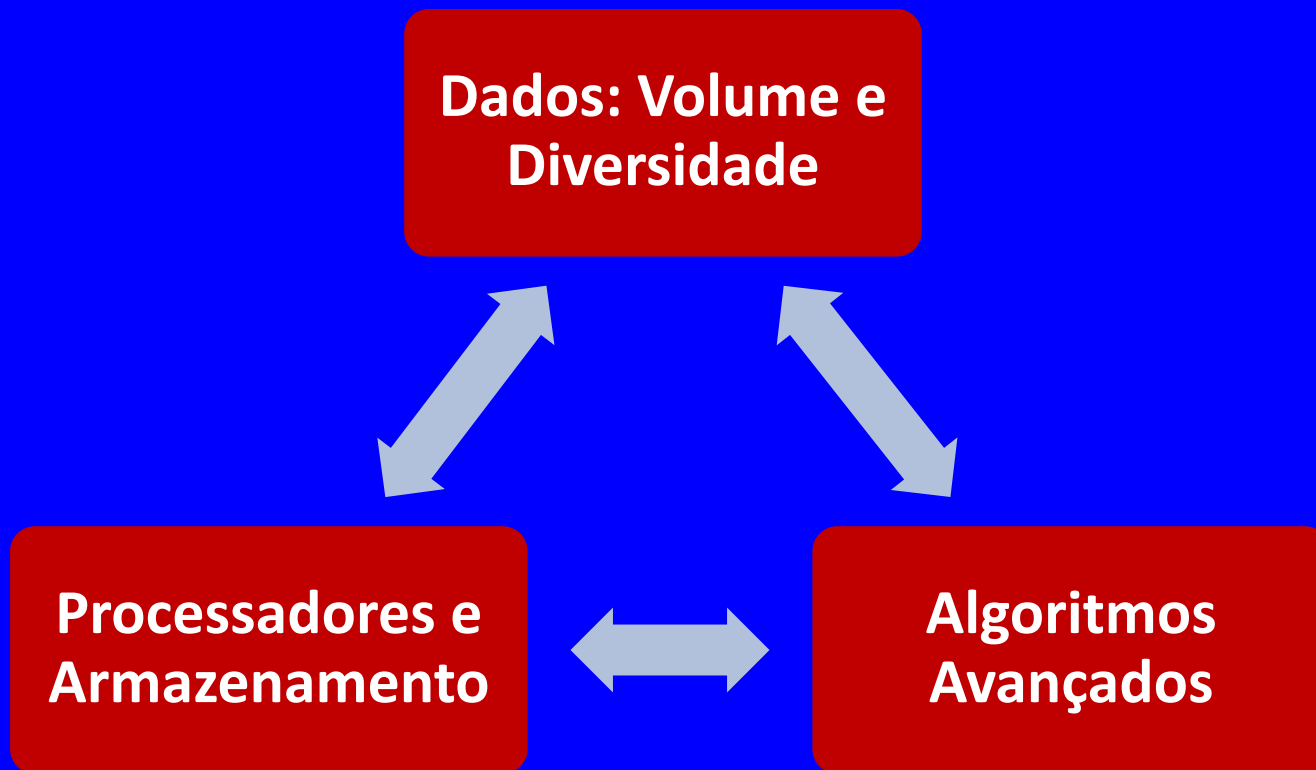 Dados: Volume e
Diversidade
Processadores e
Armazenamento
Algoritmos
Avançados